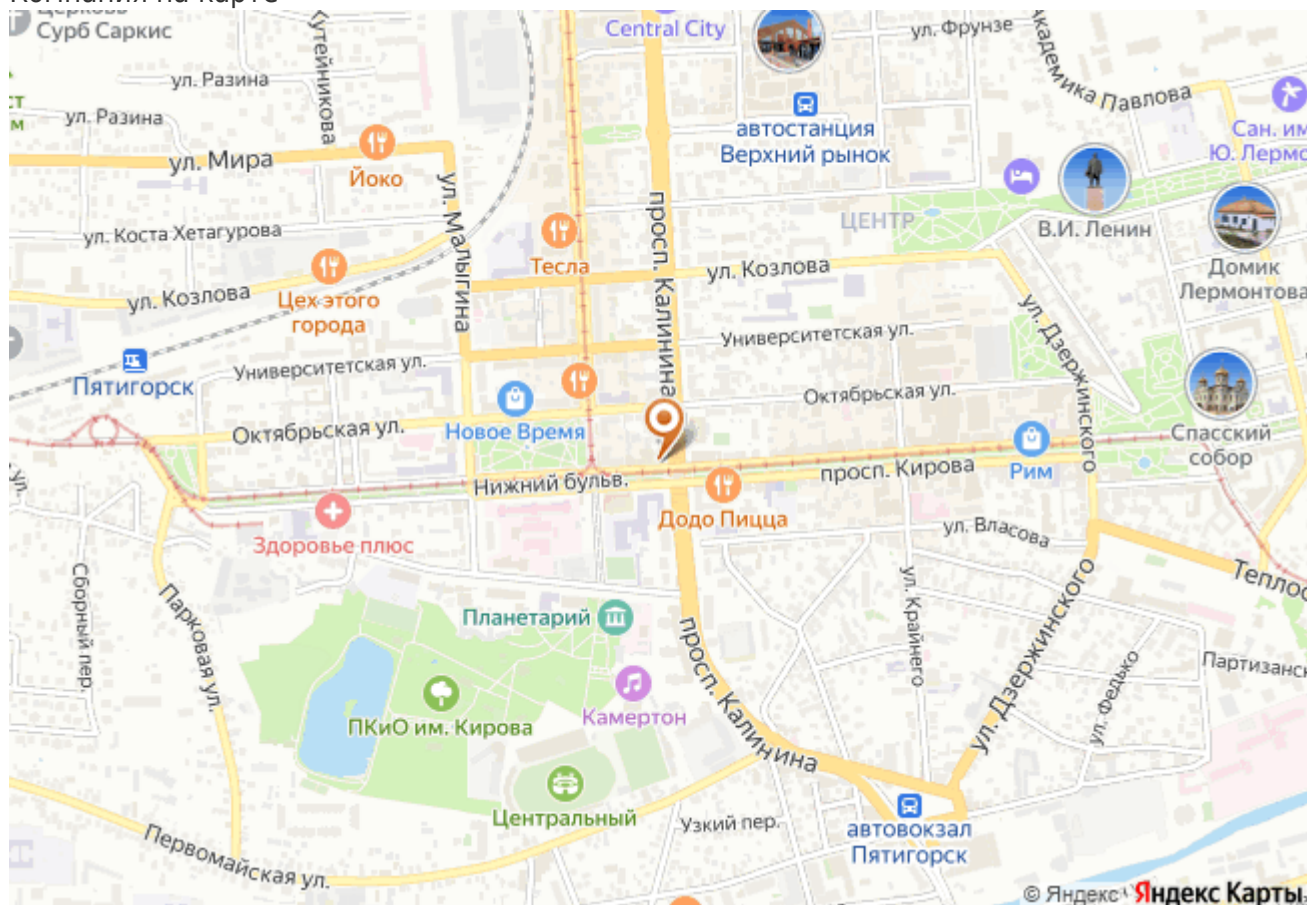 Компания на карте
Церковь
Сурб Саркис
Кутейникова
Central City
ул. Фрунзе
Академика Павлова
ул. Разина
ул. Разина
ул. Мира
Йоко
автостанция
Верхний рынок
Сан. им
Ю. Лермо
ул. Малыгина
просп. Калинина
ЦЕНТР
В.И. Ленин
ул. Коста Хетагурова
Тесла
ул. Козлова
Домик
Лермонтова
ул. Козлова
Цех этого
города
ул. Дзержинского
Университетская ул.
Пятигорск
Университетская ул.
Октябрьская ул.
Октябрьская ул.
Новое Время
Спасский
собор
ул.
Нижний бульв.
просп. Кирова
Рим
Додо Пицца
Здоровье плюс
ул. Власова
Сборный пер.
Парковая ул.
ул. Крайнего
Теплос
Планетарий
просп. Калинина
ул. Дзержинского
ул. Федько
Партизанск
Камертон
ПКиО им. Кирова
Центральный
Узкий пер.
Первомайская ул.
автовокзал
Пятигорск
© Яндекс Яндекс Карты